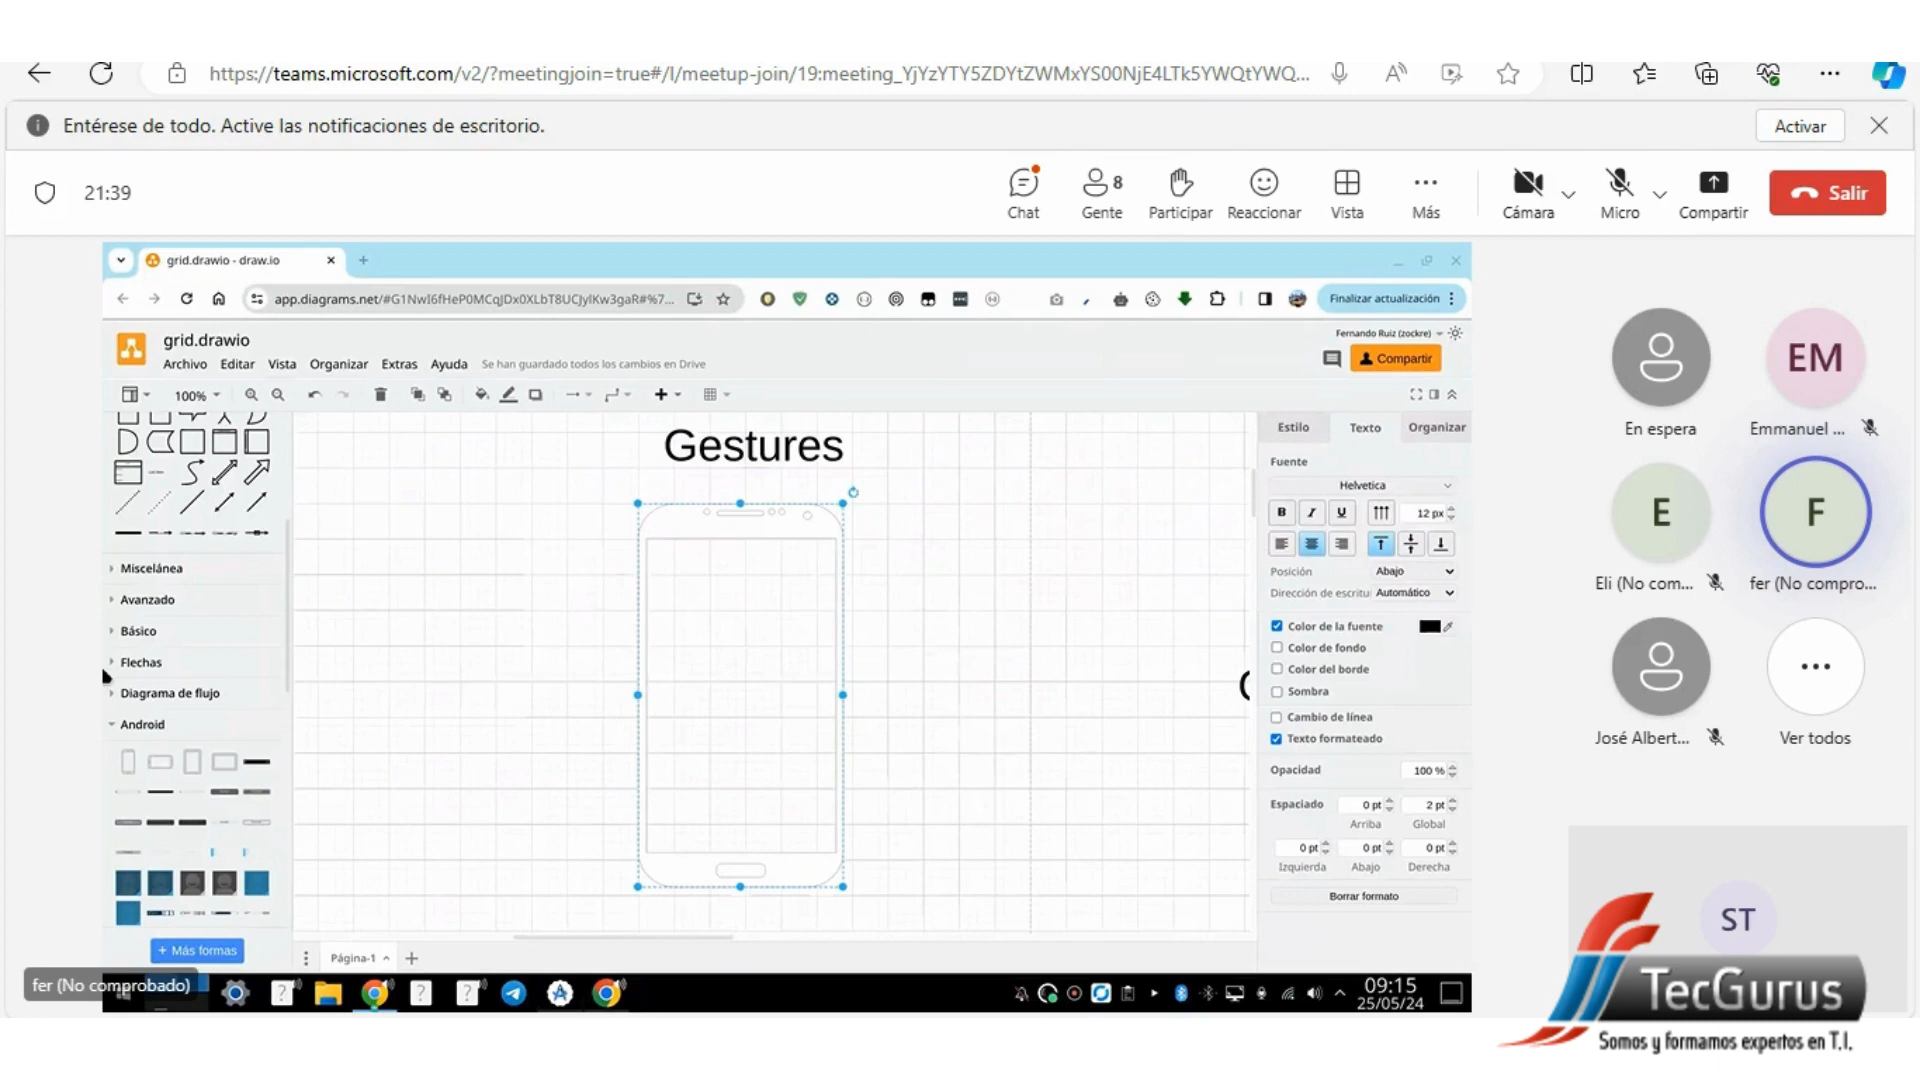 https://teams.microsoft.com/v2/?meetingjoin=true#/l/meetup-join/19:meeting_YjYzYTY5ZDYtZWMxYS00NjE4LTk5YWQtYWQ...
Entérese de todo. Active las notificaciones de escritorio.
Activar
21:39
Chat
Gente
8
Participar
Reaccionar
Vista
Más
Cámara
Micro
Compartir
Salir
grid.drawio - draw.io
app.diagrams.net/#G1NwI6fHeP0MCqJDx0XLbT8UCJylKw3gaR#%7...
Finalizar actualización
grid.drawio
Fernando Ruiz (zockre)
Archivo Editar Vista Organizar Extras Ayuda Se han guardado todos los cambios en Drive
Compartir
100%
Gestures
Miscelánea
Avanzado
Básico
Flechas
Diagrama de flujo
Android
+ Más formas
Página-1
Estilo Texto Organizar
Fuente
Helvetica
B I U 12 px
Posición Abajo
Dirección de escritu Automático
Color de la fuente
Color de fondo
Color del borde
Sombra
Cambio de línea
Texto formateado
Opacidad 100 %
Espaciado 0 pt 2 pt
Arriba Global
0 pt 0 pt 0 pt
Izquierda Abajo Derecha
Borrar formato
fer (No comprobado)
09:15
25/05/24
En espera
EM
Emmanuel ...
E
Eli (No com...
F
fer (No compro...
José Albert...
Ver todos
ST
TecGurus
Somos y formamos expertos en T.I.